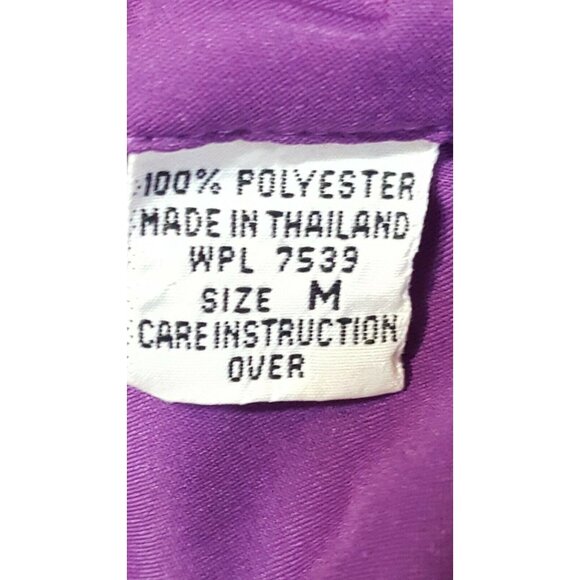 100% POLYESTER
MADE IN THAILAND
WPL 7539
SIZE M
CARE INSTRUCTION
OVER